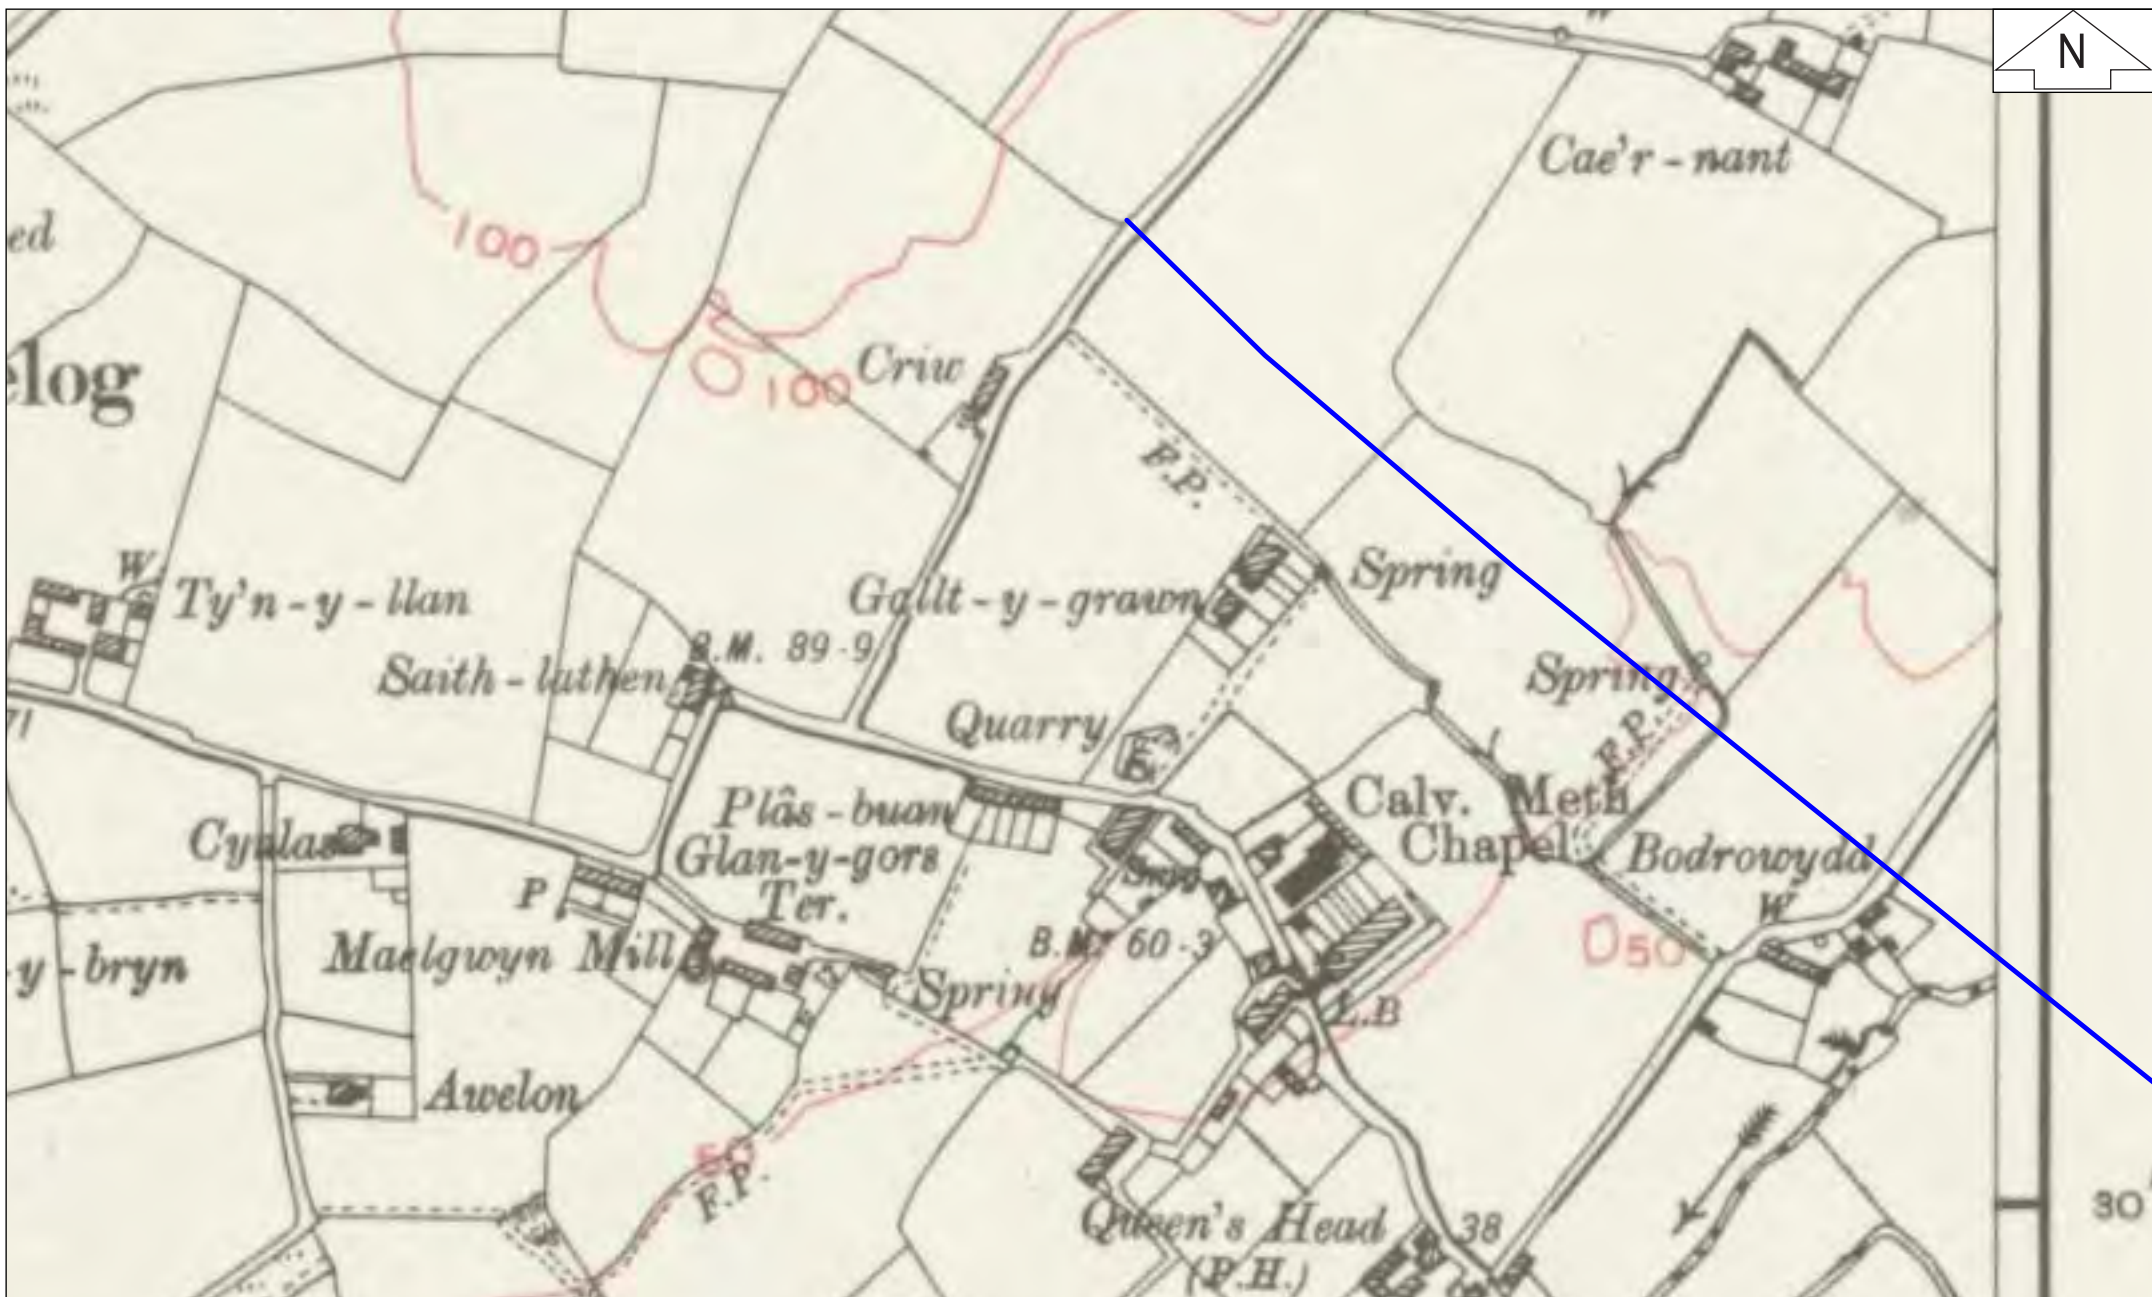 N
W
Cae'r-nant
ed
100
Criw
100
elog
F.P.
W
Ty'n-y-llan
Spring
Gallt-y-grawn
B.M. 89·9
Saith-luthen
Spring
71
Quarry
F.P.
Plâs-buan
Calv. Meth
Chapel
Cynlas
Glan-y-gors
Ter.
Bodrowydd
P
W
Maelgwyn Mill
B.M. 60·3
50
-y-bryn
Spring
L.B
Awelon
50
F.P.
30'
Queen's Head
(P.H.)
38